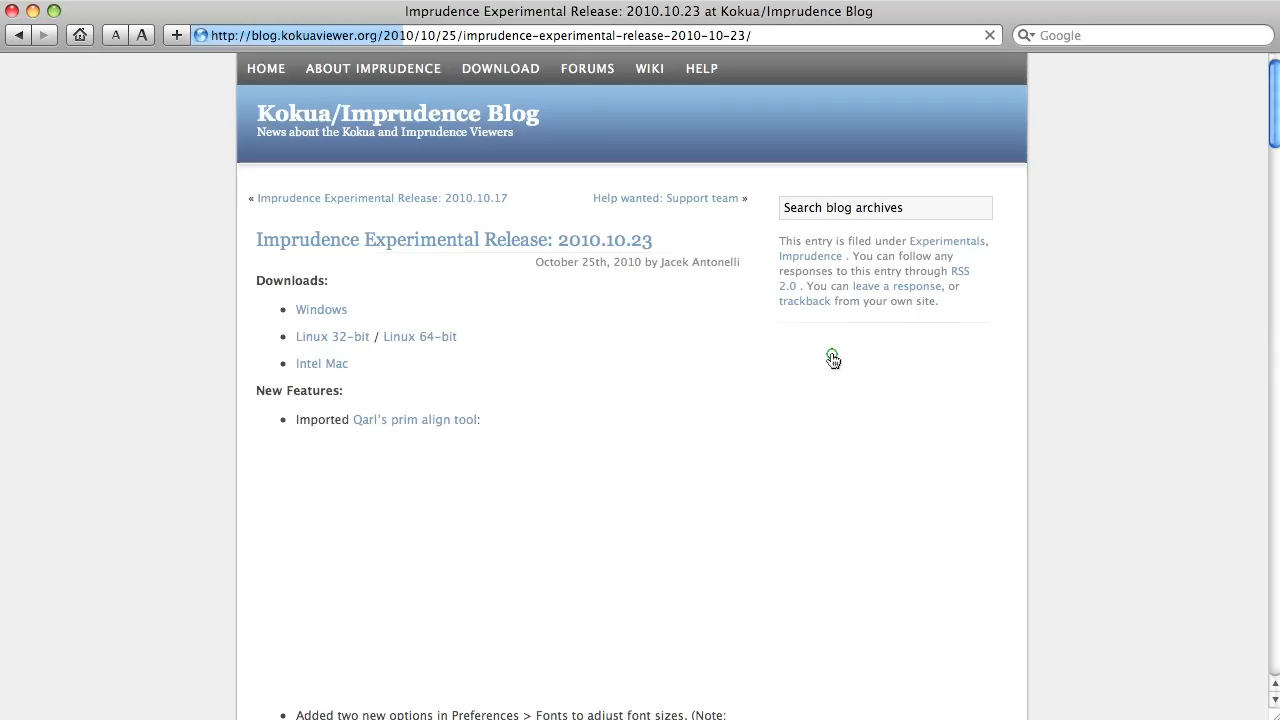 Imprudence Experimental Release: 2010.10.23 at Kokua/Imprudence Blog
A A + http://blog.kokuaviewer.org/2010/10/25/imprudence-experimental-release-2010-10-23/ Google
HOME ABOUT IMPRUDENCE DOWNLOAD FORUMS WIKI HELP
Kokua/Imprudence Blog
News about the Kokua and Imprudence Viewers
« Imprudence Experimental Release: 2010.10.17 Help wanted: Support team »
Imprudence Experimental Release: 2010.10.23
October 25th, 2010 by Jacek Antonelli
Downloads:
• Windows
• Linux 32-bit / Linux 64-bit
• Intel Mac
New Features:
• Imported Qarl's prim align tool:
• Added two new options in Preferences > Fonts to adjust font sizes. (Note:
Search blog archives
This entry is filed under Experimentals,
Imprudence . You can follow any
responses to this entry through RSS
2.0 . You can leave a response, or
trackback from your own site.